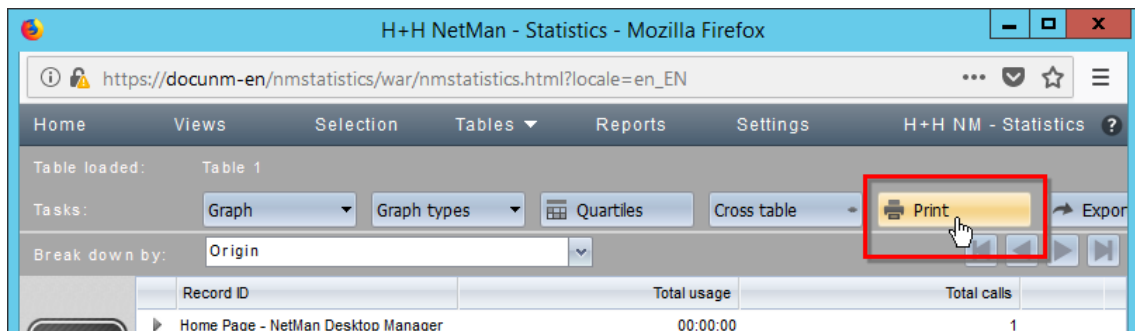 H+H NetMan - Statistics - Mozilla Firefox
https://docunm-en/nmstatistics/war/nmstatistics.html?locale=en_EN
Home Views Selection Tables Reports Settings H+H NM - Statistics ?
Table loaded: Table 1
Tasks: Graph Graph types Quartiles Cross table Print Expor
Break down by: Origin
Record ID Total usage Total calls
Home Page - NetMan Desktop Manager 00:00:00 1